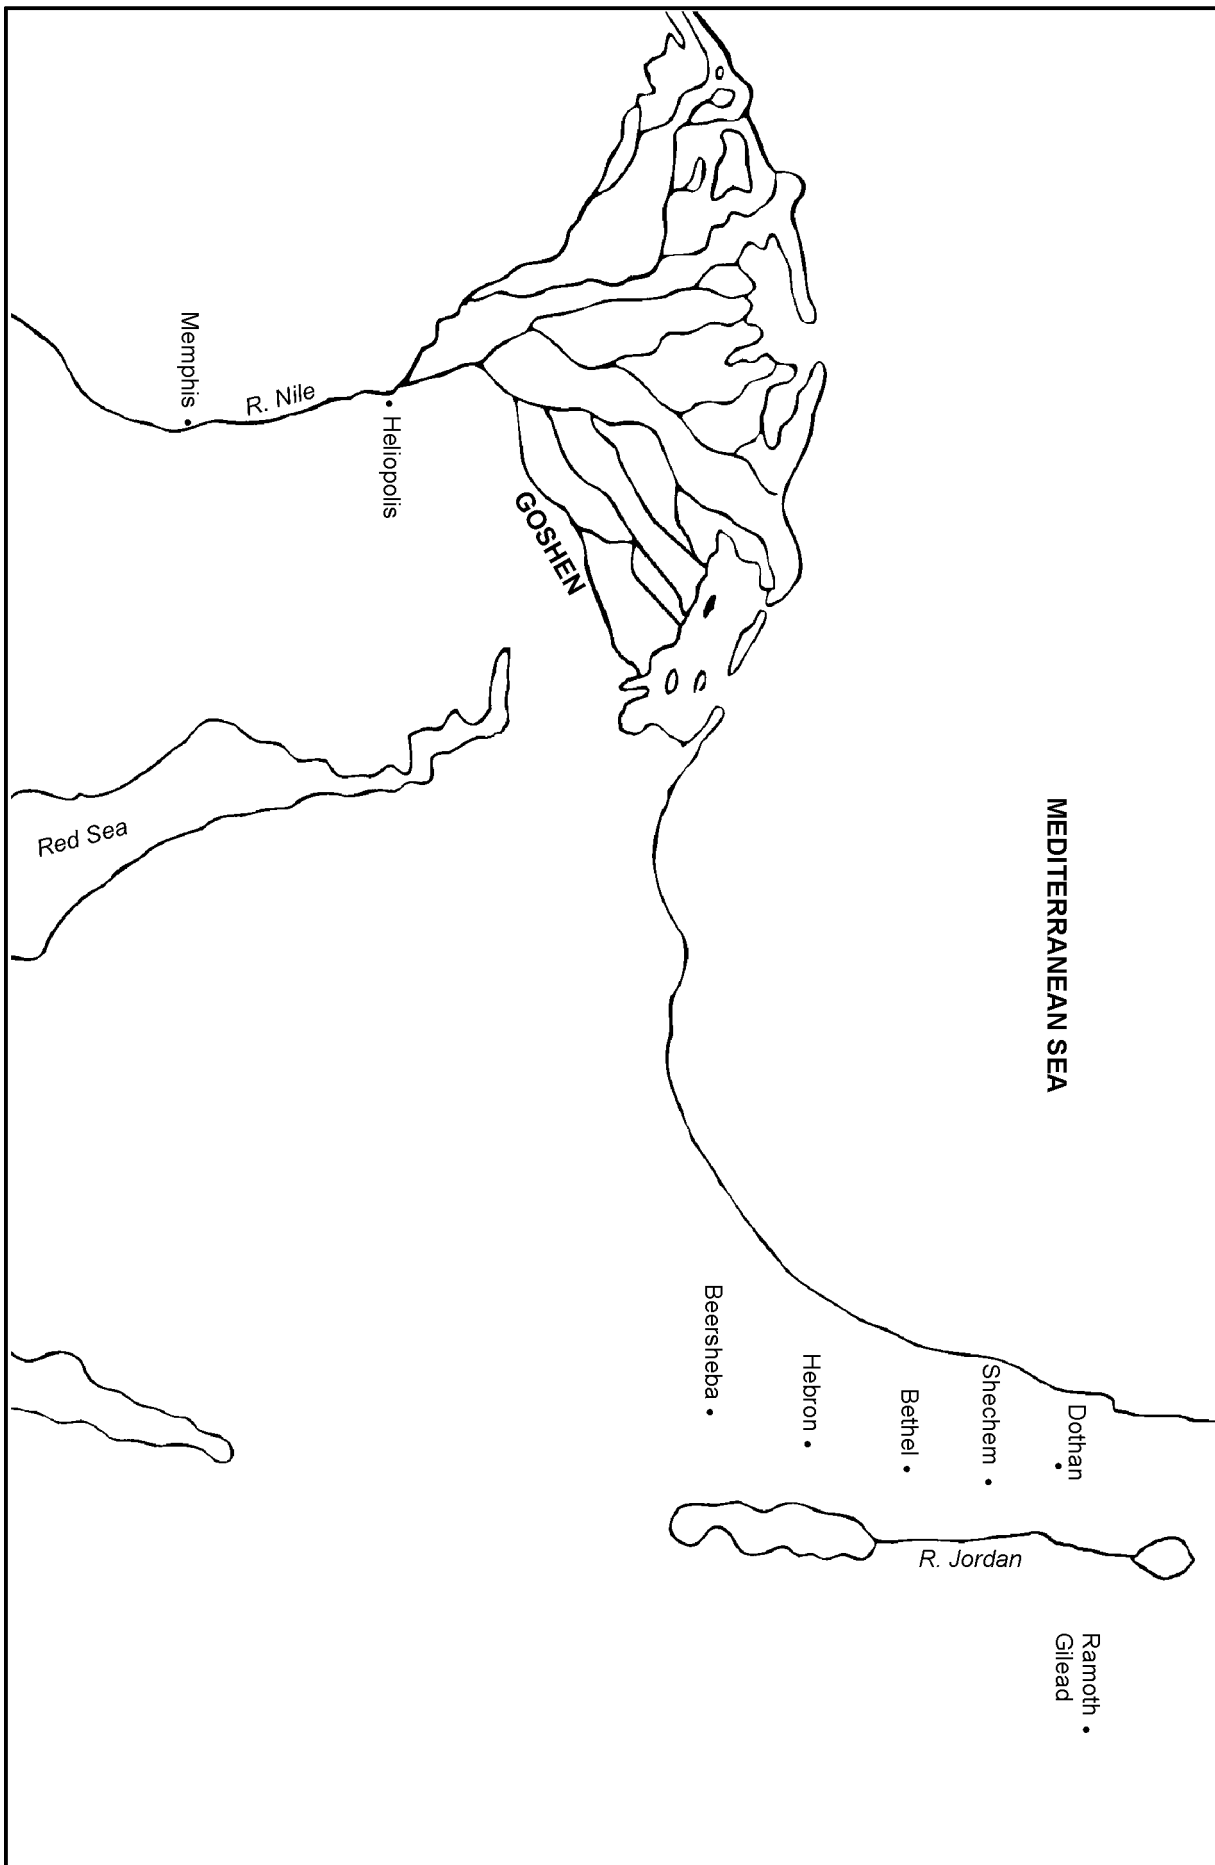 MEDITERRANEAN SEA
Dothan
Ramoth
Gilead
Shechem
R. Jordan
Bethel
Hebron
Beersheba
GOSHEN
Heliopolis
R. Nile
Memphis
Red Sea